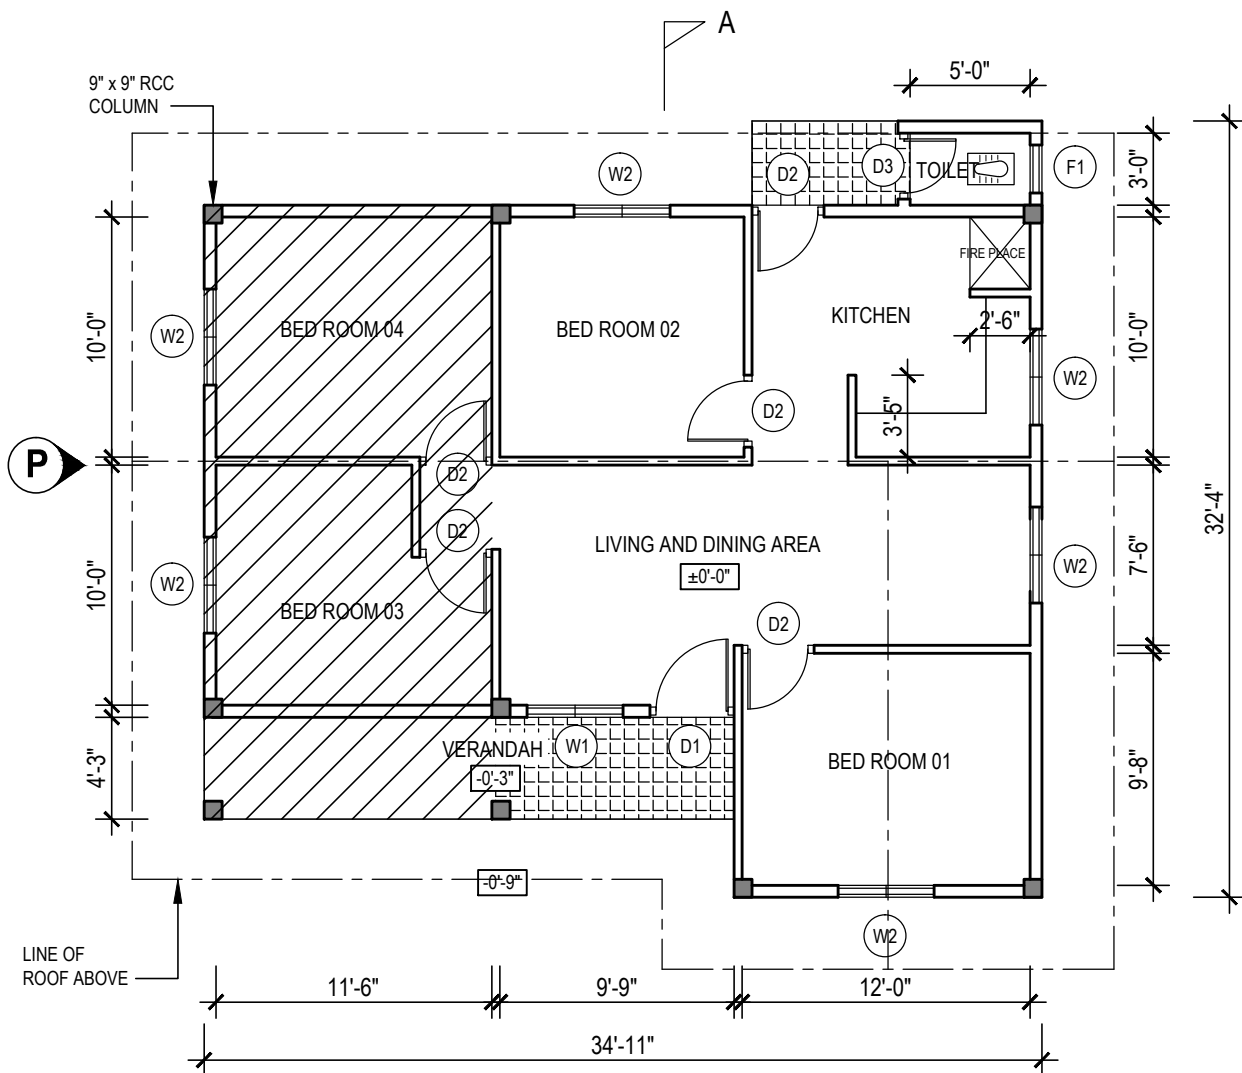 A
9" x 9" RCC
COLUMN
5'-0"
W2
D2
D3
TOILET
F1
3'-0"
FIRE PLACE
10'-0"
W2
BED ROOM 04
BED ROOM 02
KITCHEN
2'-6"
10'-0"
W2
D2
3'-5"
P
D2
D2
32'-4"
LIVING AND DINING AREA
±0'-0"
W2
7'-6"
10'-0"
W2
BED ROOM 03
D2
VERANDAH
W1
D1
-0'-3"
BED ROOM 01
4'-3"
9'-8"
-0'-9"
W2
LINE OF
ROOF ABOVE
11'-6"
9'-9"
12'-0"
34'-11"